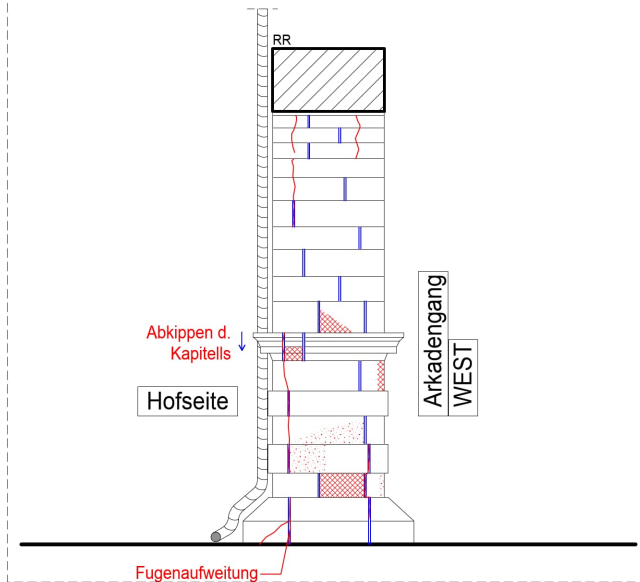 RR
Abkippen d.
Kapitells
Hofseite
Arkadengang
WEST
Fugenaufweitung